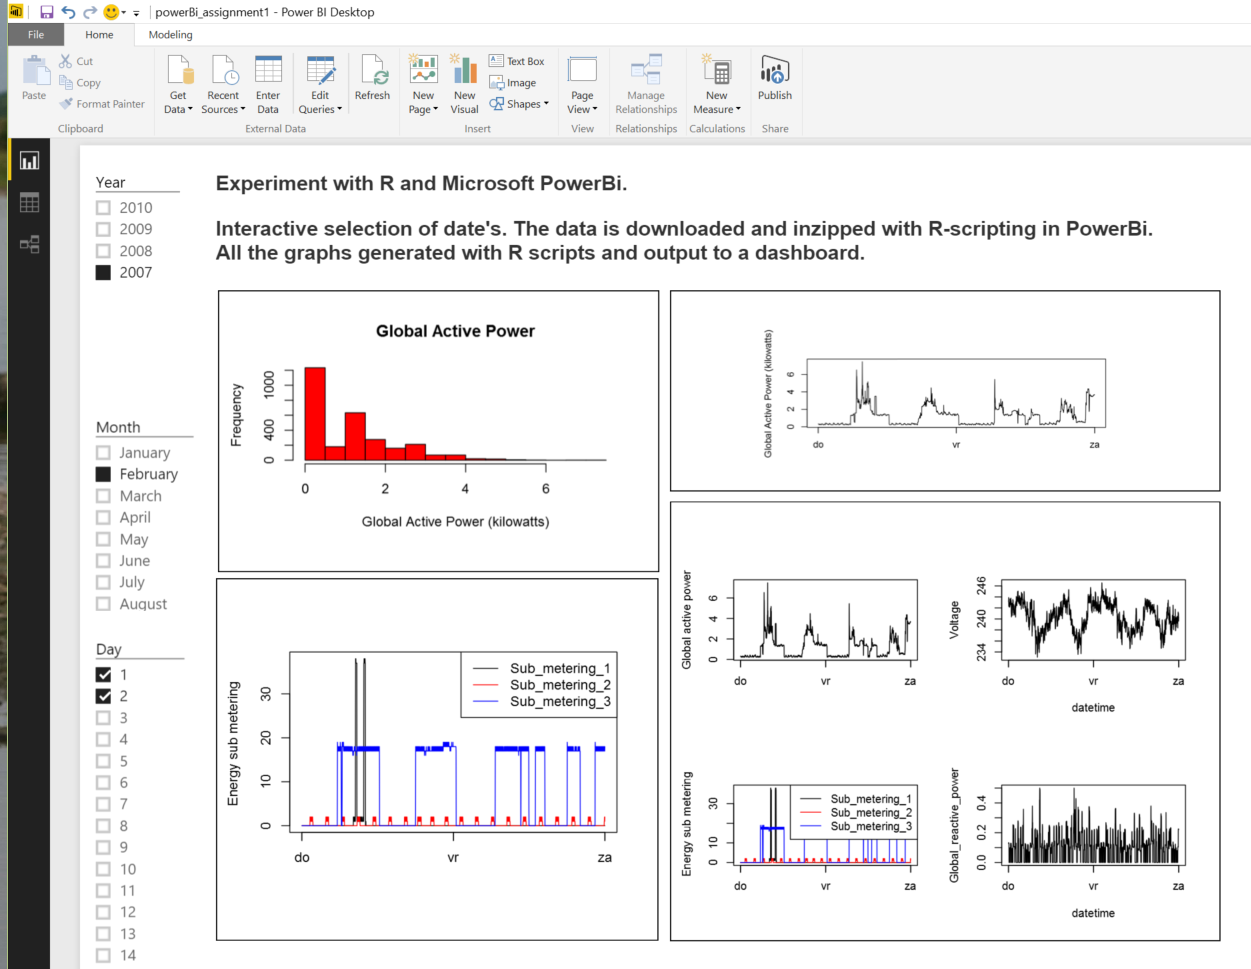 powerBi_assignment1 - Power BI Desktop
File Home Modeling
Paste
Cut
Copy
Format Painter
Clipboard
Get Data
Recent Sources
Enter Data
Edit Queries
Refresh
External Data
New Page
New Visual
Text Box
Image
Shapes
Insert
Page View
View
Manage Relationships
Relationships
New Measure
Calculations
Publish
Share
Year
2010
2009
2008
2007
Month
January
February
March
April
May
June
July
August
Day
1
2
3
4
5
6
7
8
9
10
11
12
13
14
Experiment with R and Microsoft PowerBi.
Interactive selection of date's. The data is downloaded and inzipped with R-scripting in PowerBi.
All the graphs generated with R scripts and output to a dashboard.
Global Active Power
Frequency
1000
400
0
0 2 4 6
Global Active Power (kilowatts)
Global Active Power (kilowatts)
6
4
2
0
do vr za
Energy sub metering
30
20
10
0
Sub_metering_1
Sub_metering_2
Sub_metering_3
do vr za
Global active power
6
4
2
0
do vr za
Voltage
246
240
234
do vr za
datetime
Energy sub metering
30
10
0
Sub_metering_1
Sub_metering_2
Sub_metering_3
do vr za
Global_reactive_power
0.4
0.2
0.0
do vr za
datetime